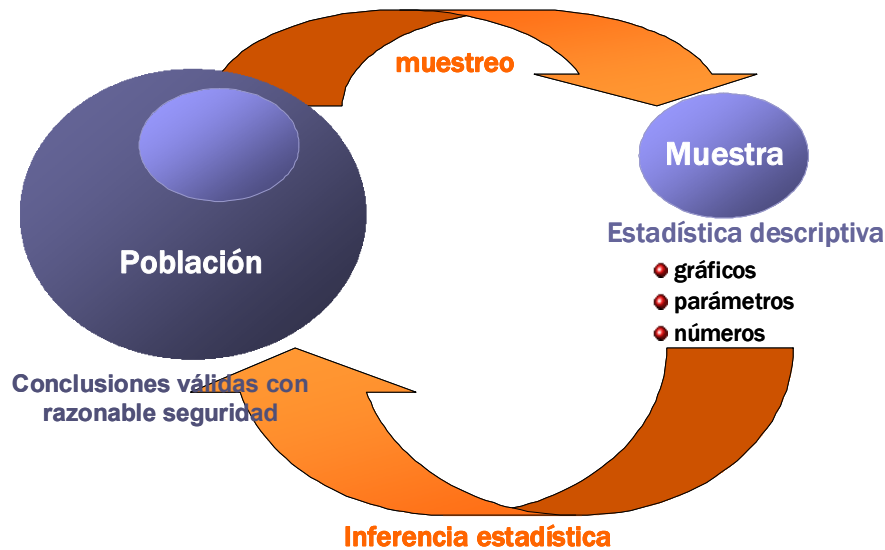 muestreo
Población
Muestra
Estadística descriptiva
gráficos
parámetros
números
Conclusiones válidas con
razonable seguridad
Inferencia estadística